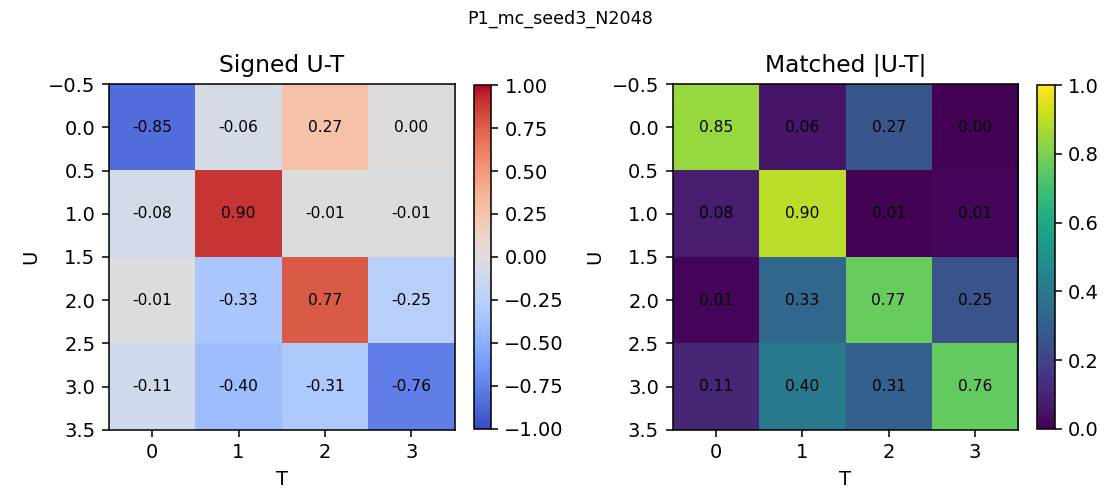 P1_mc_seed3_N2048
Signed U-T
−0.5
0.0
0.5
1.0
1.5
2.0
2.5
3.0
3.5
U
-0.85 -0.06 0.27 0.00
-0.08 0.90 -0.01 -0.01
-0.01 -0.33 0.77 -0.25
-0.11 -0.40 -0.31 -0.76
0 1 2 3
T
1.00
0.75
0.50
0.25
0.00
−0.25
−0.50
−0.75
−1.00
Matched |U-T|
−0.5
0.0
0.5
1.0
1.5
2.0
2.5
3.0
3.5
U
0.85 0.06 0.27 0.00
0.08 0.90 0.01 0.01
0.01 0.33 0.77 0.25
0.11 0.40 0.31 0.76
0 1 2 3
T
1.0
0.8
0.6
0.4
0.2
0.0